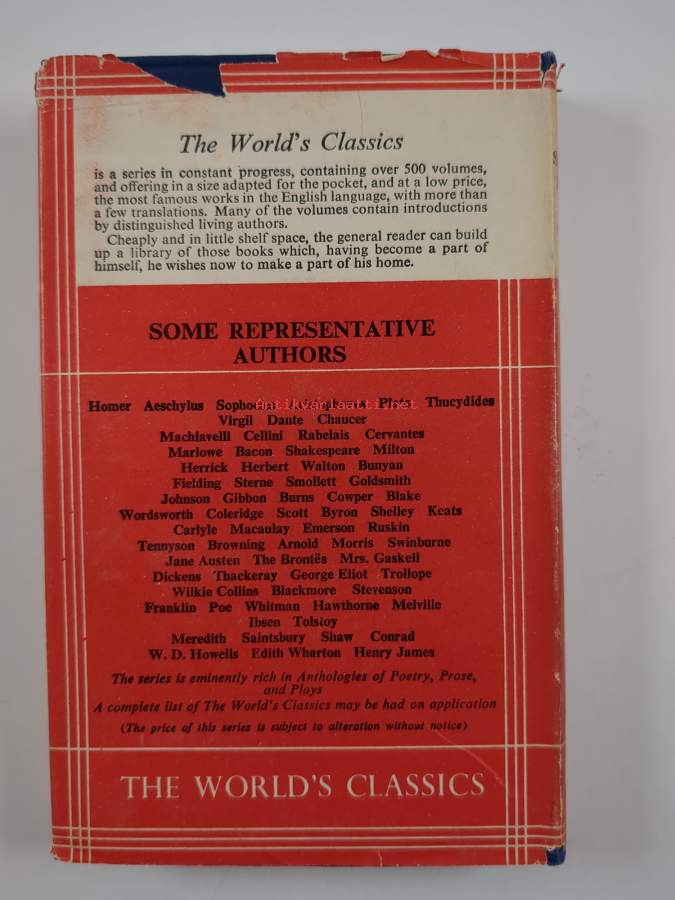 The World's Classics
is a series in constant progress, containing over 500 volumes,
and offering in a size adapted for the pocket, and at a low price,
the most famous works in the English language, with more than
a few translations. Many of the volumes contain introductions
by distinguished living authors.
Cheaply and in little shelf space, the general reader can build
up a library of those books which, having become a part of
himself, he wishes now to make a part of his home.
SOME REPRESENTATIVE
AUTHORS
Homer Aeschylus Sophocles Aristophanes Plato Thucydides
Antikvariaatti.net
Virgil Dante Chaucer
Machiavelli Cellini Rabelais Cervantes
Marlowe Bacon Shakespeare Milton
Herrick Herbert Walton Bunyan
Fielding Sterne Smollett Goldsmith
Johnson Gibbon Burns Cowper Blake
Wordsworth Coleridge Scott Byron Shelley Keats
Carlyle Macaulay Emerson Ruskin
Tennyson Browning Arnold Morris Swinburne
Jane Austen The Brontës Mrs. Gaskell
Dickens Thackeray George Eliot Trollope
Wilkie Collins Blackmore Stevenson
Franklin Poe Whitman Hawthorne Melville
Ibsen Tolstoy
Meredith Saintsbury Shaw Conrad
W. D. Howells Edith Wharton Henry James
The series is eminently rich in Anthologies of Poetry, Prose,
and Plays
A complete list of The World's Classics may be had on application
(The price of this series is subject to alteration without notice)
THE WORLD'S CLASSICS